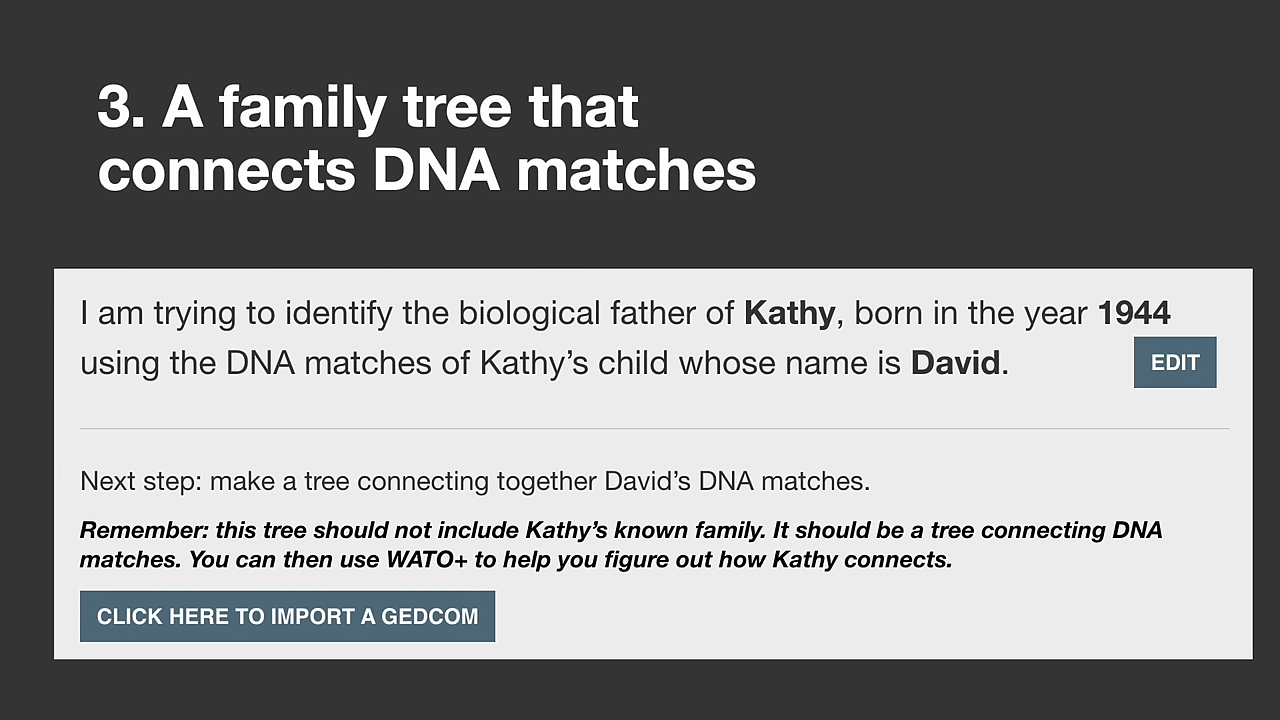 3. A family tree that
connects DNA matches
I am trying to identify the biological father of Kathy, born in the year 1944
using the DNA matches of Kathy’s child whose name is David.
EDIT
Next step: make a tree connecting together David’s DNA matches.
Remember: this tree should not include Kathy’s known family. It should be a tree connecting DNA
matches. You can then use WATO+ to help you figure out how Kathy connects.
CLICK HERE TO IMPORT A GEDCOM